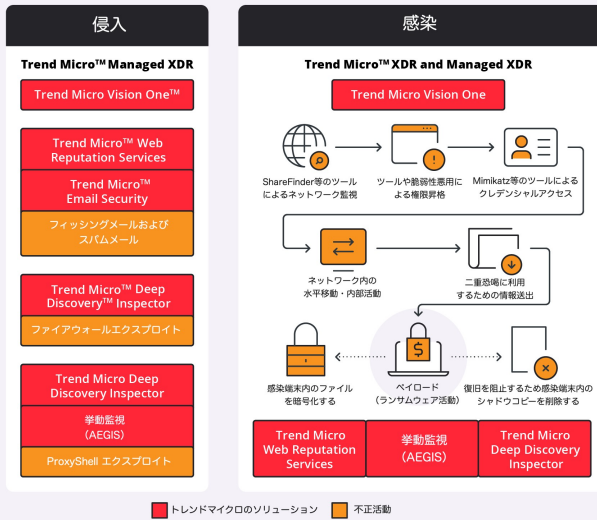 侵入
Trend Micro™ Managed XDR
Trend Micro Vision One™
Trend Micro™ Web
Reputation Services
Trend Micro™
Email Security
フィッシングメールおよび
スパムメール
Trend Micro™ Deep
Discovery™ Inspector
ファイアウォールエクスプロイト
Trend Micro Deep
Discovery Inspector
挙動監視
(AEGIS)
ProxyShell エクスプロイト
感染
Trend Micro™ XDR and Managed XDR
Trend Micro Vision One
ShareFinder等のツール
によるネットワーク監視
ツールや脆弱性悪用に
よる権限昇格
Mimikatz等のツールによる
クレデンシャルアクセス
ネットワーク内の
水平移動・内部活動
二重恐喝に利用
するための情報送出
感染端末内のファイル
を暗号化する
ペイロード
(ランサムウェア活動)
復旧を阻止するため感染端末内の
シャドウコピーを削除する
Trend Micro
Web Reputation
Services
挙動監視
(AEGIS)
Trend Micro
Deep Discovery
Inspector
トレンドマイクロのソリューション
不正活動